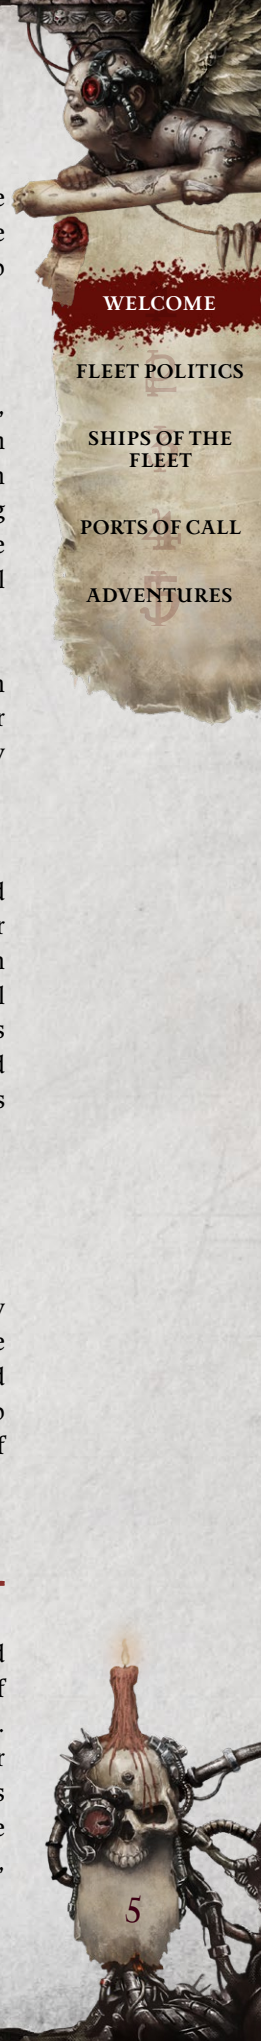 WELCOME
FLEET POLITICS
SHIPS OF THE
FLEET
PORTS OF CALL
ADVENTURES
5